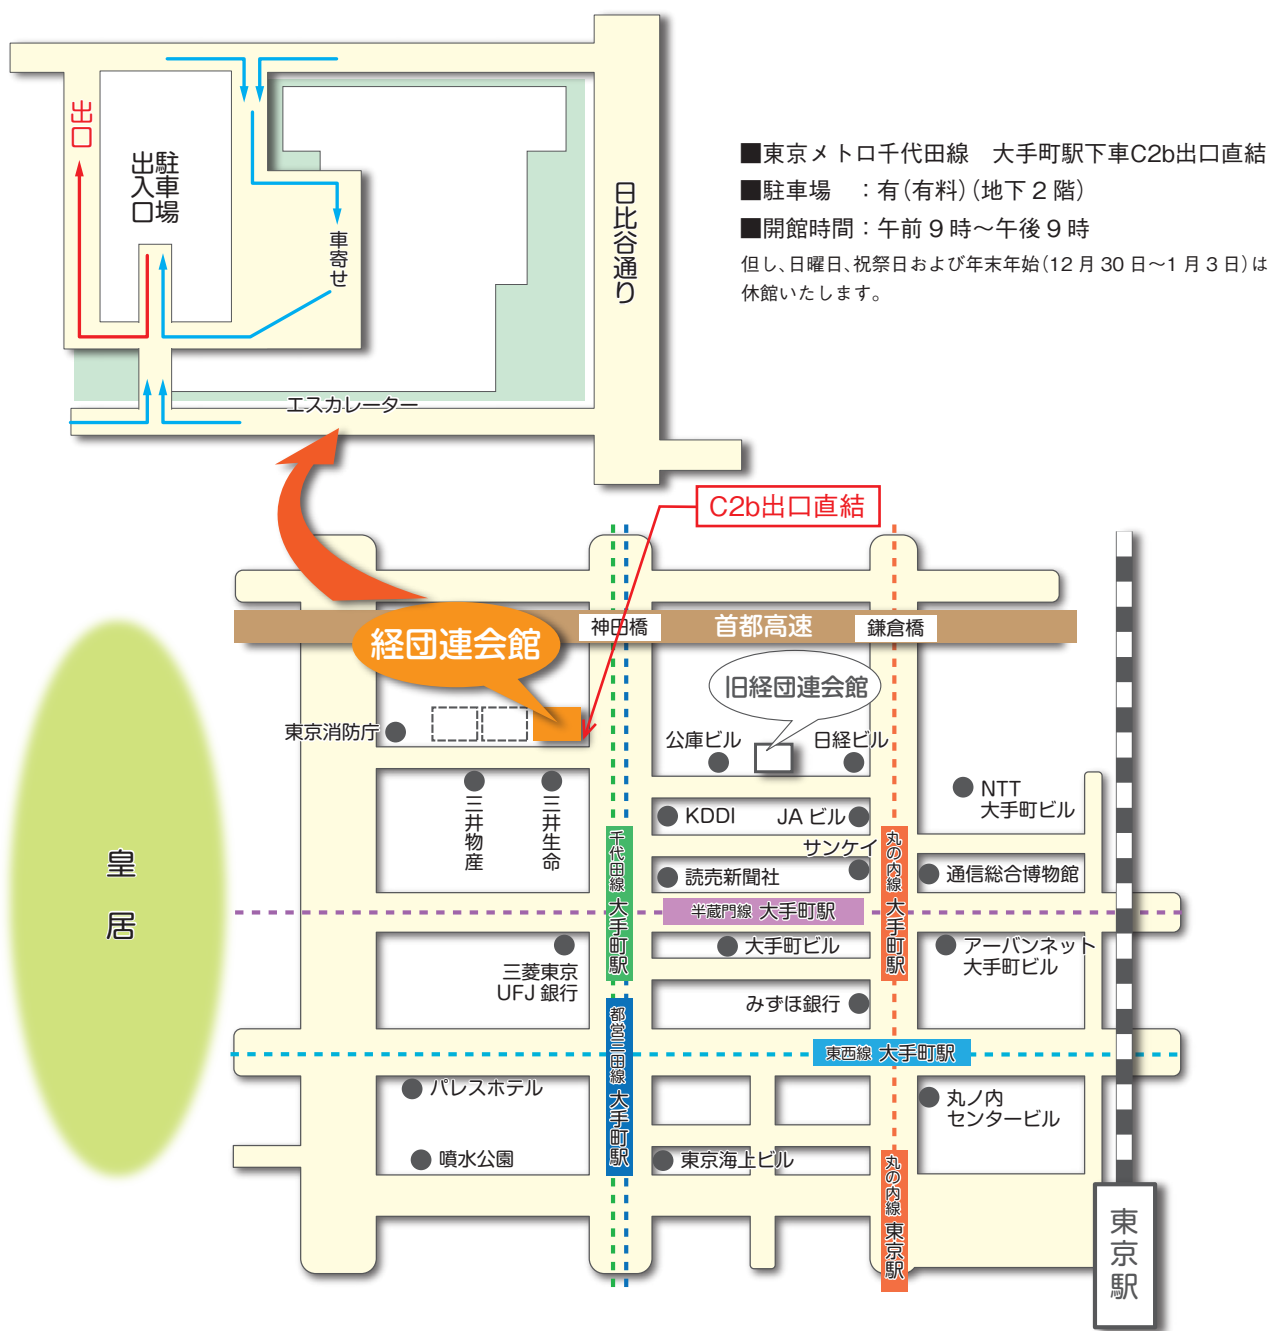 出口
駐車場
出入口
車寄せ
エスカレーター
日比谷通り
■東京メトロ千代田線　大手町駅下車C2b出口直結
■駐車場　：有(有料)(地下2階)
■開館時間：午前9時～午後9時
但し、日曜日、祝祭日および年末年始(12月30日～1月3日)は
休館いたします。
C2b出口直結
首都高速
神田橋
鎌倉橋
経団連会館
旧経団連会館
東京消防庁
公庫ビル
日経ビル
三井物産
三井生命
KDDI
JAビル
NTT
大手町ビル
サンケイ
読売新聞社
通信総合博物館
千代田線 大手町駅
丸の内線 大手町駅
半蔵門線 大手町駅
皇居
三菱東京
UFJ銀行
大手町ビル
アーバンネット
大手町ビル
みずほ銀行
都営三田線 大手町駅
東西線 大手町駅
パレスホテル
丸ノ内
センタービル
噴水公園
東京海上ビル
丸の内線 東京駅
東京駅